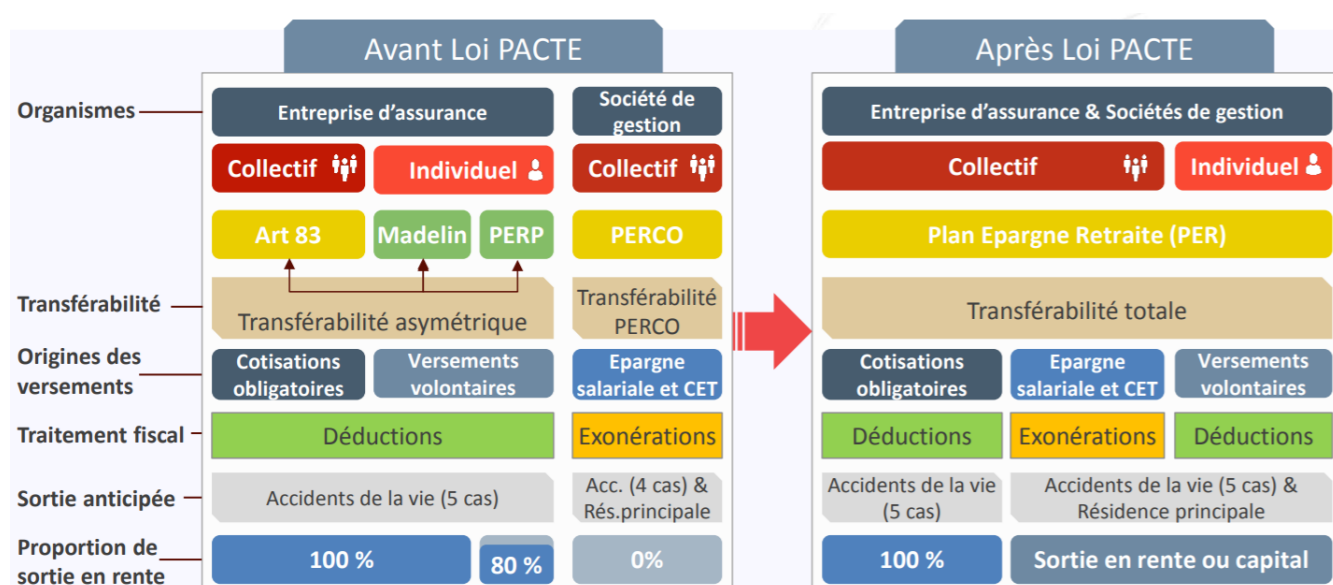 Avant Loi PACTE
Après Loi PACTE
Organismes
Entreprise d'assurance
Société de
gestion
Entreprise d'assurance & Sociétés de gestion
Collectif
Individuel
Collectif
Collectif
Individuel
Art 83
Madelin
PERP
PERCO
Plan Epargne Retraite (PER)
Transférabilité
Transférabilité asymétrique
Transférabilité
PERCO
Transférabilité totale
Origines des
versements
Cotisations
obligatoires
Versements
volontaires
Epargne
salariale et CET
Cotisations
obligatoires
Epargne
salariale et CET
Versements
volontaires
Traitement fiscal
Déductions
Exonérations
Déductions
Exonérations
Déductions
Sortie anticipée
Accidents de la vie (5 cas)
Acc. (4 cas) &
Rés.principale
Accidents de la vie
(5 cas)
Accidents de la vie (5 cas) &
Résidence principale
Proportion de
sortie en rente
100 %
80 %
0%
100 %
Sortie en rente ou capital